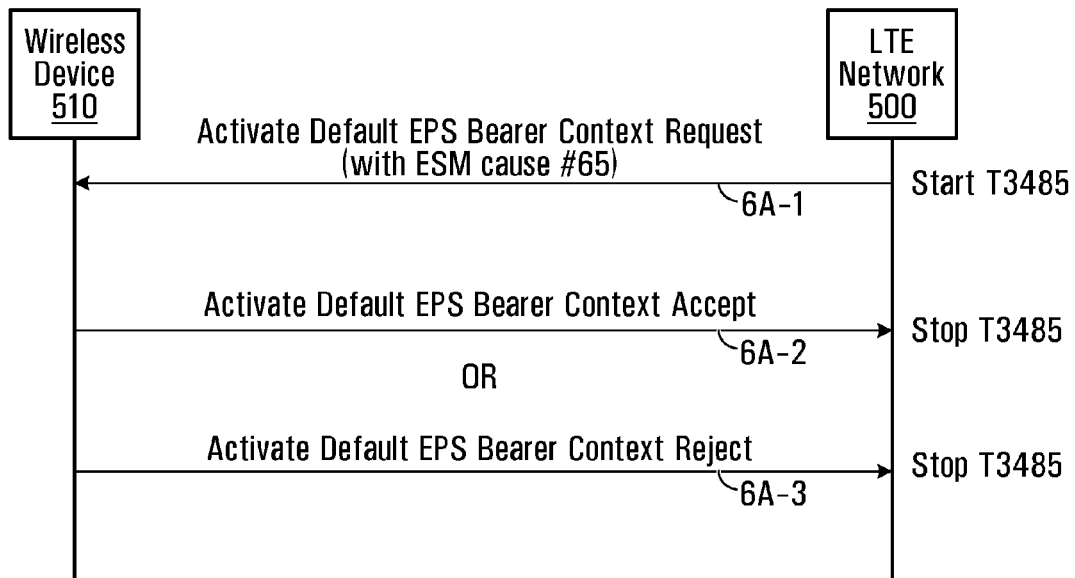 Wireless
Device
510
LTE
Network
500
Activate Default EPS Bearer Context Request
(with ESM cause #65)
6A-1
Start T3485
Activate Default EPS Bearer Context Accept
6A-2
Stop T3485
OR
Activate Default EPS Bearer Context Reject
6A-3
Stop T3485